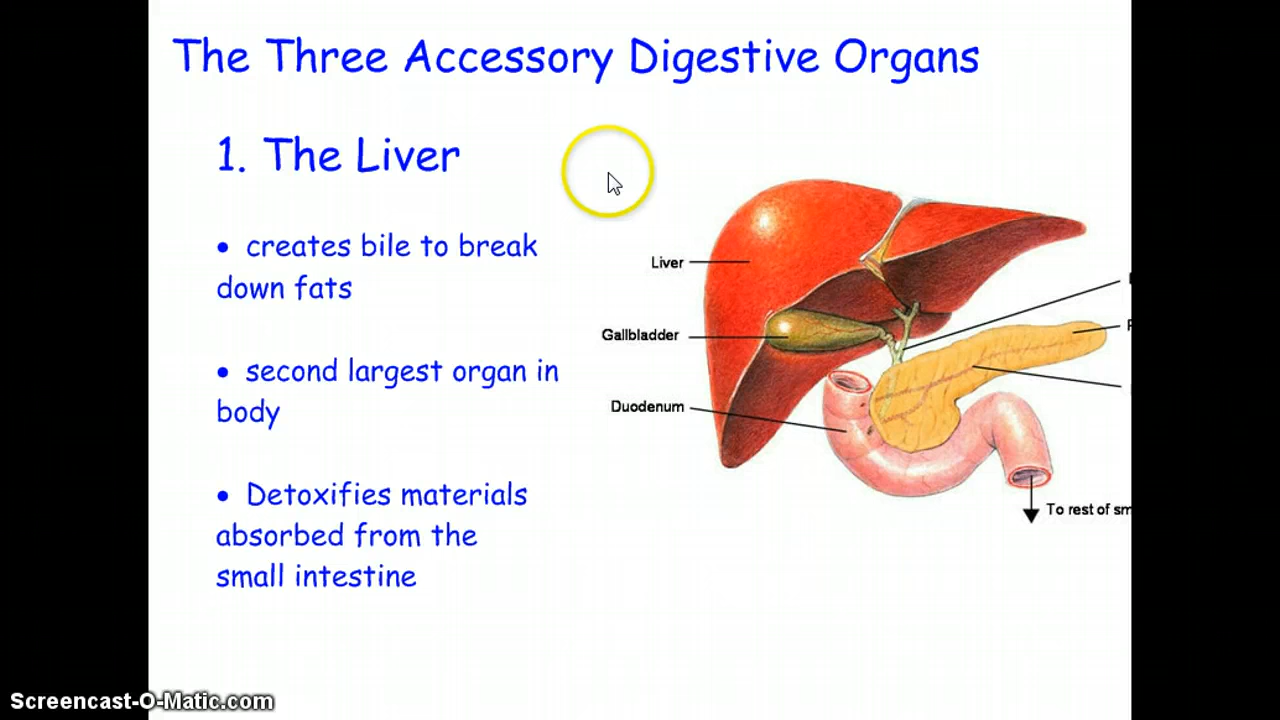 The Three Accessory Digestive Organs
1. The Liver
• creates bile to break
down fats
• second largest organ in
body
• Detoxifies materials
absorbed from the
small intestine
Liver
Gallbladder
Duodenum
To rest of sm
Screencast-O-Matic.com